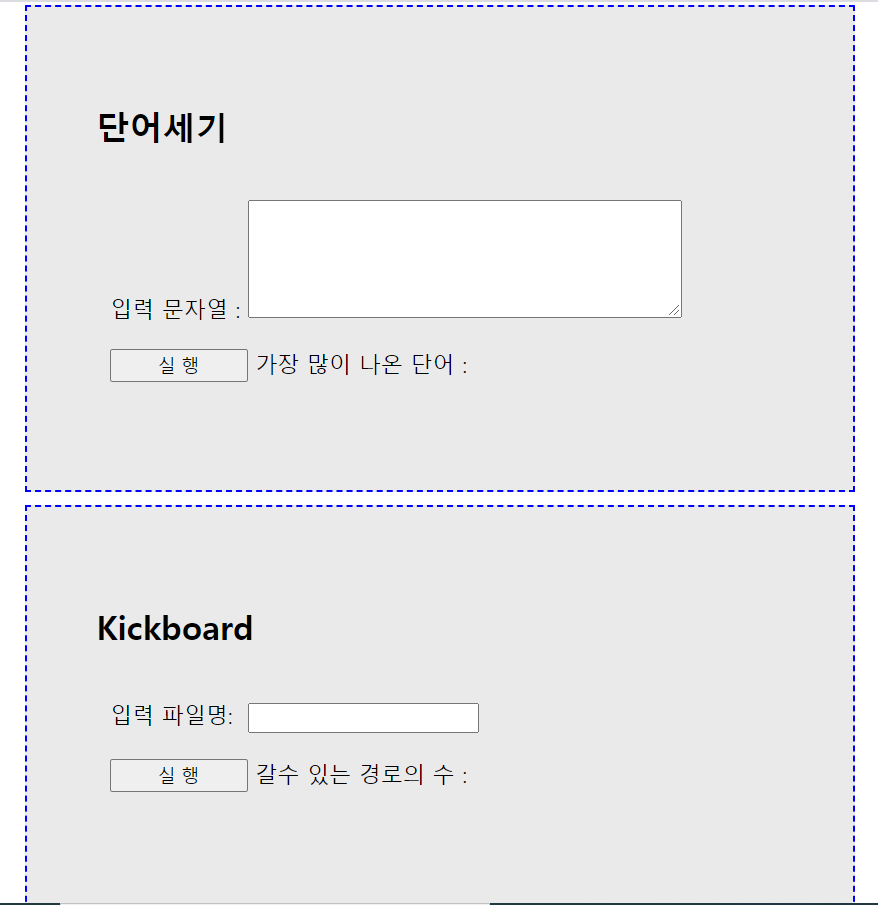 단어세기
입력 문자열 :
실 행 가장 많이 나온 단어 :
Kickboard
입력 파일명:
실 행 갈수 있는 경로의 수 :